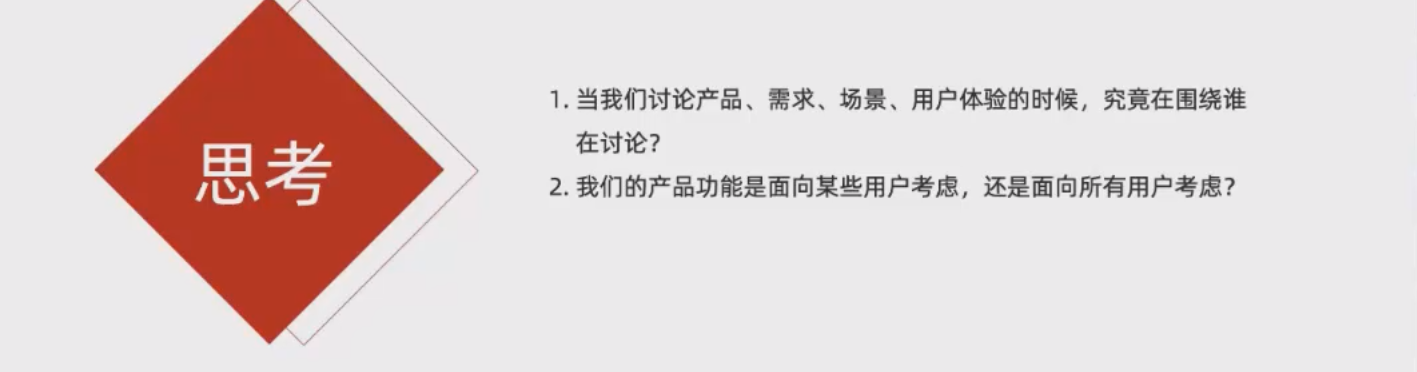 思考
1. 当我们讨论产品、需求、场景、用户体验的时候，究竟在围绕谁
在讨论？
2. 我们的产品功能是面向某些用户考虑，还是面向所有用户考虑？